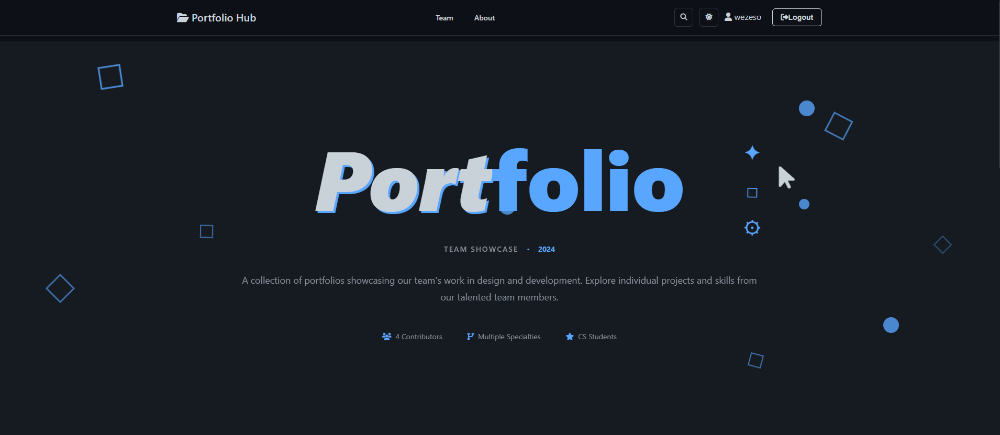 Portfolio Hub
Team
About
wezeso
Logout
Portfolio
TEAM SHOWCASE • 2024
A collection of portfolios showcasing our team's work in design and development. Explore individual projects and skills from
our talented team members.
4 Contributors
Multiple Specialties
CS Students